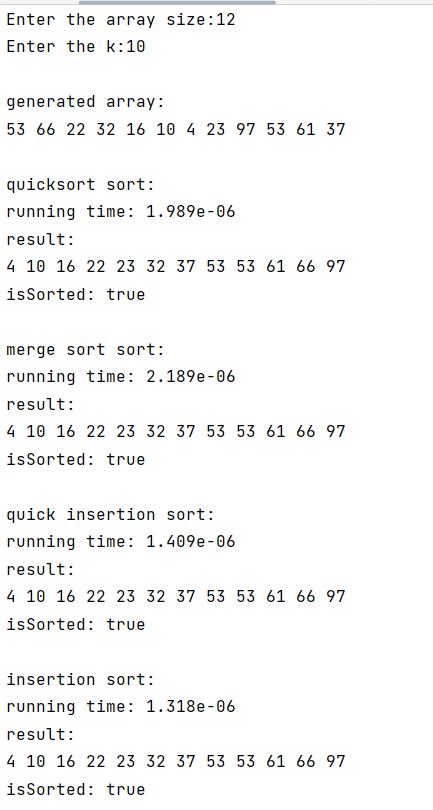 Enter the array size:12
Enter the k:10
generated array:
53 66 22 32 16 10 4 23 97 53 61 37
quicksort sort:
running time: 1.989e-06
result:
4 10 16 22 23 32 37 53 53 61 66 97
isSorted: true
merge sort sort:
running time: 2.189e-06
result:
4 10 16 22 23 32 37 53 53 61 66 97
isSorted: true
quick insertion sort:
running time: 1.409e-06
result:
4 10 16 22 23 32 37 53 53 61 66 97
isSorted: true
insertion sort:
running time: 1.318e-06
result:
4 10 16 22 23 32 37 53 53 61 66 97
isSorted: true